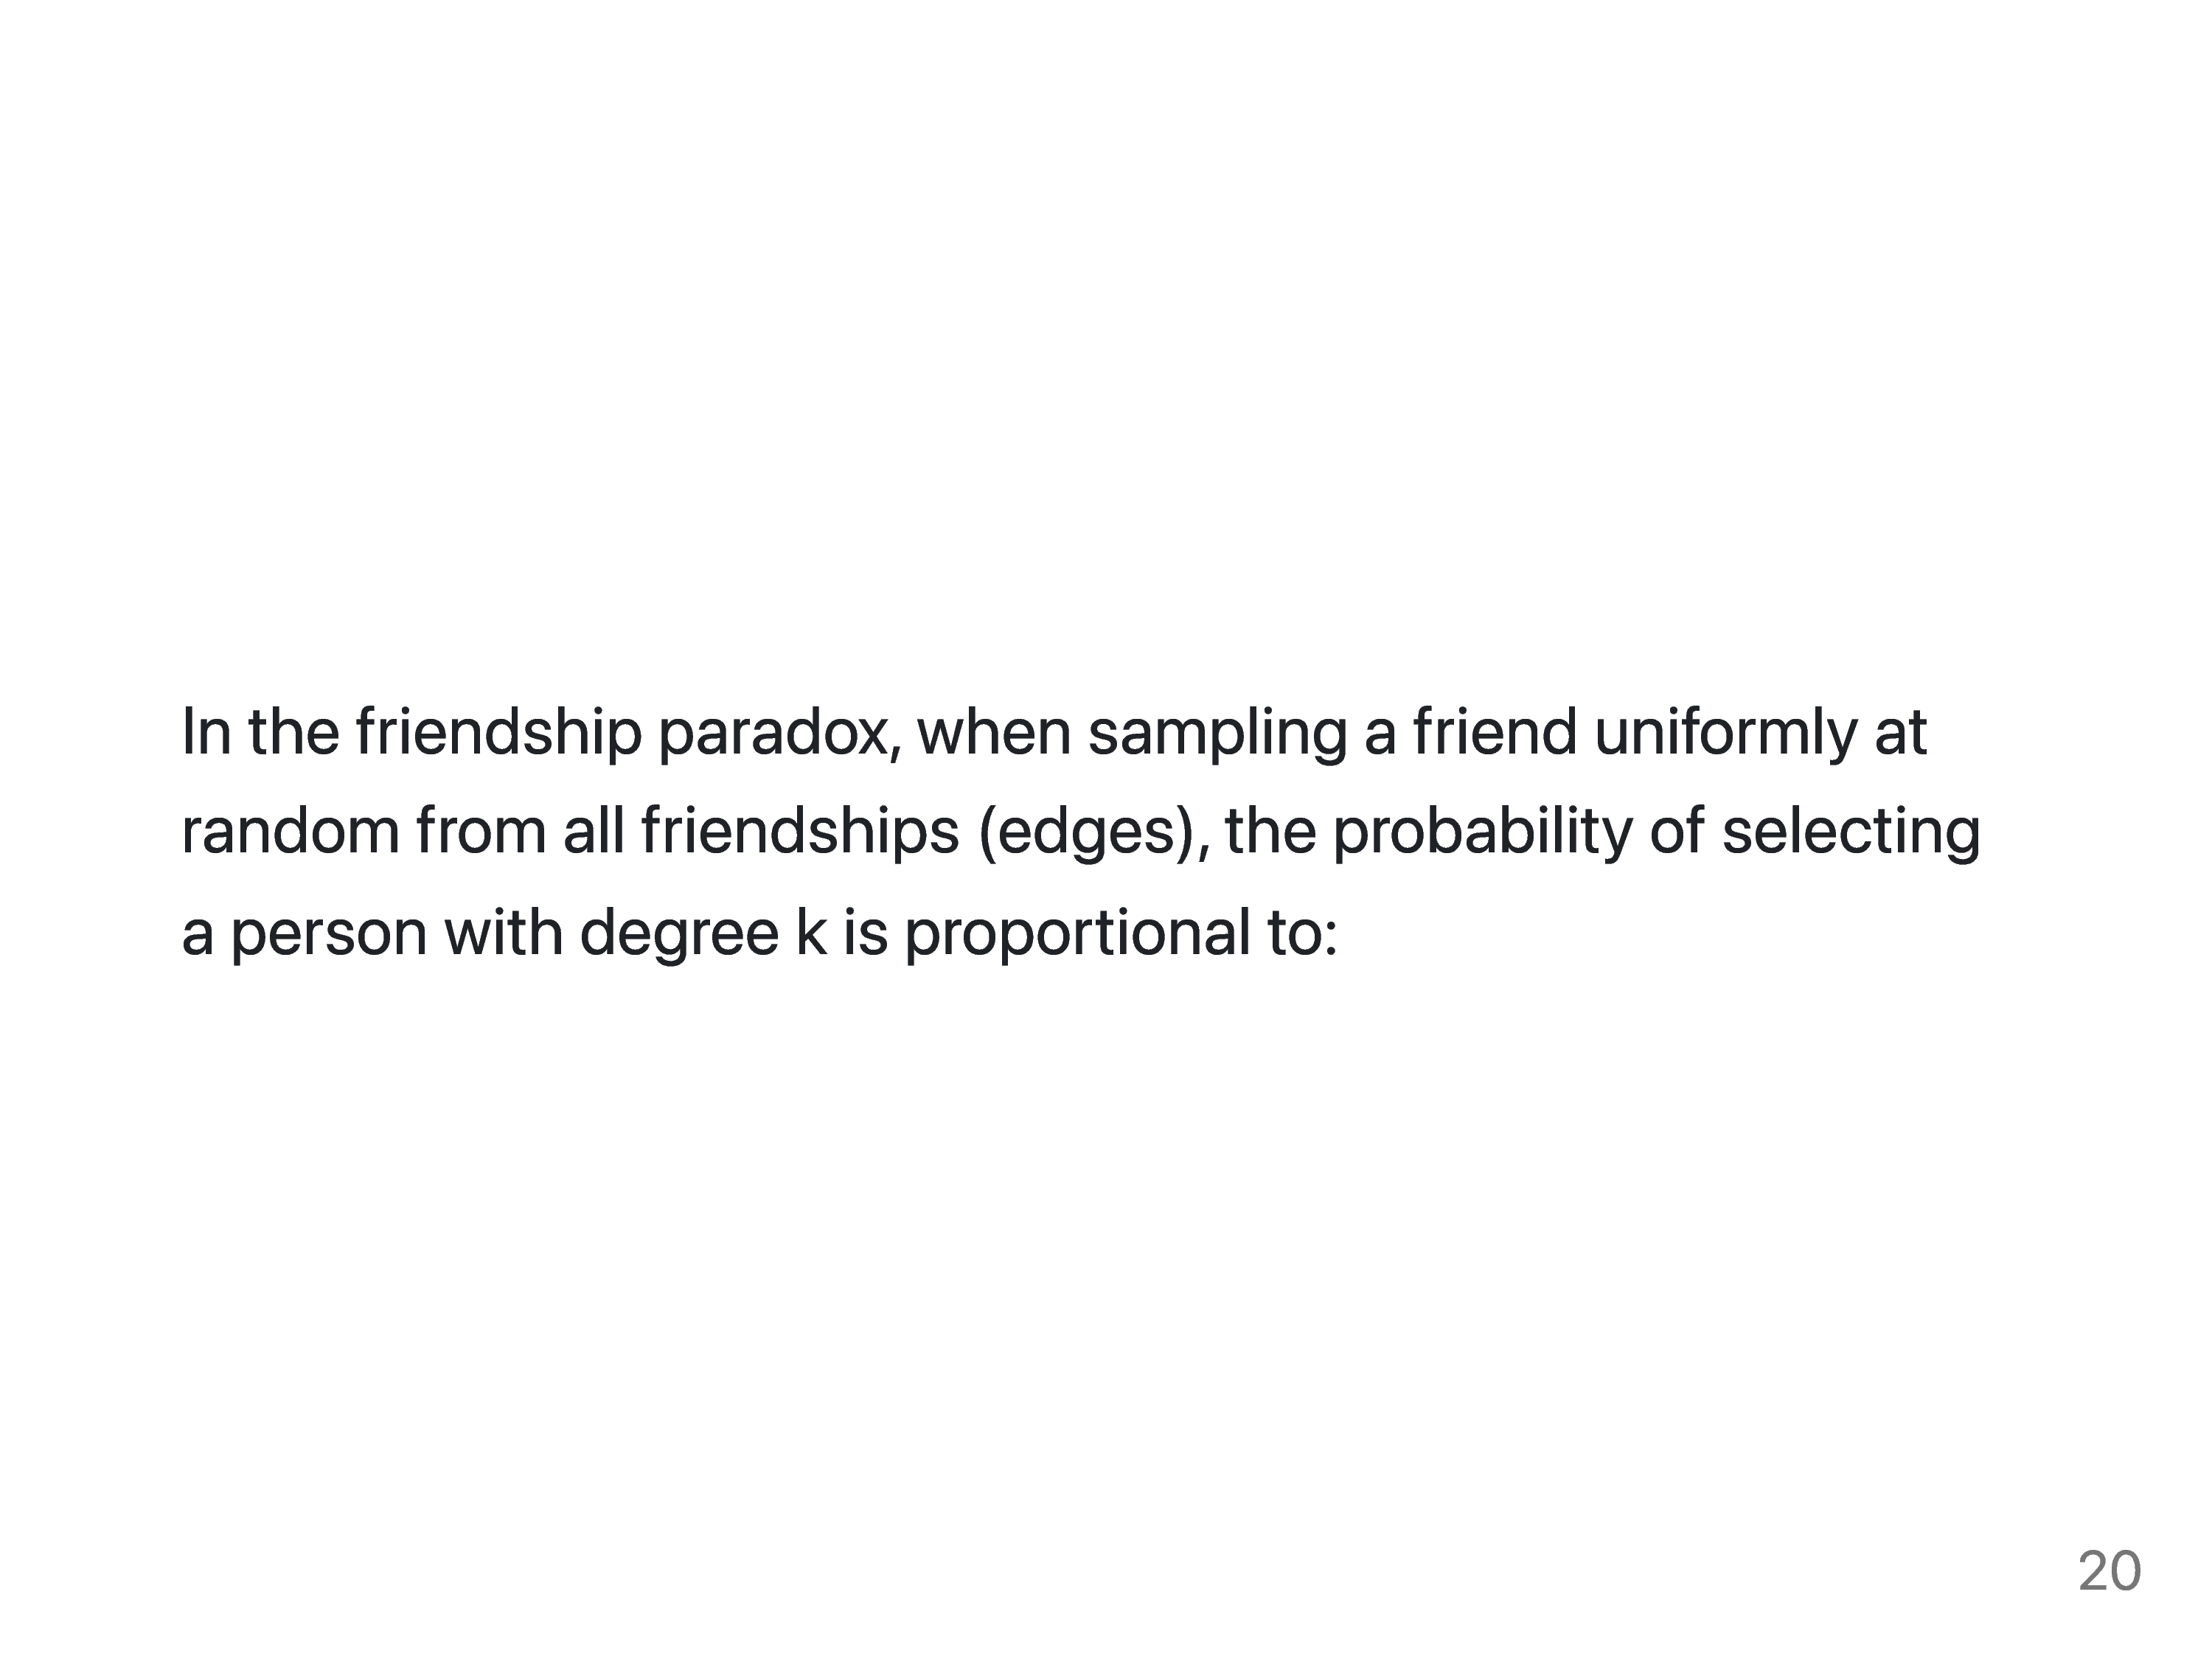 In the friendship paradox, when sampling a friend uniformly at
random from all friendships (edges), the probability of selecting
a person with degree k is proportional to:
20